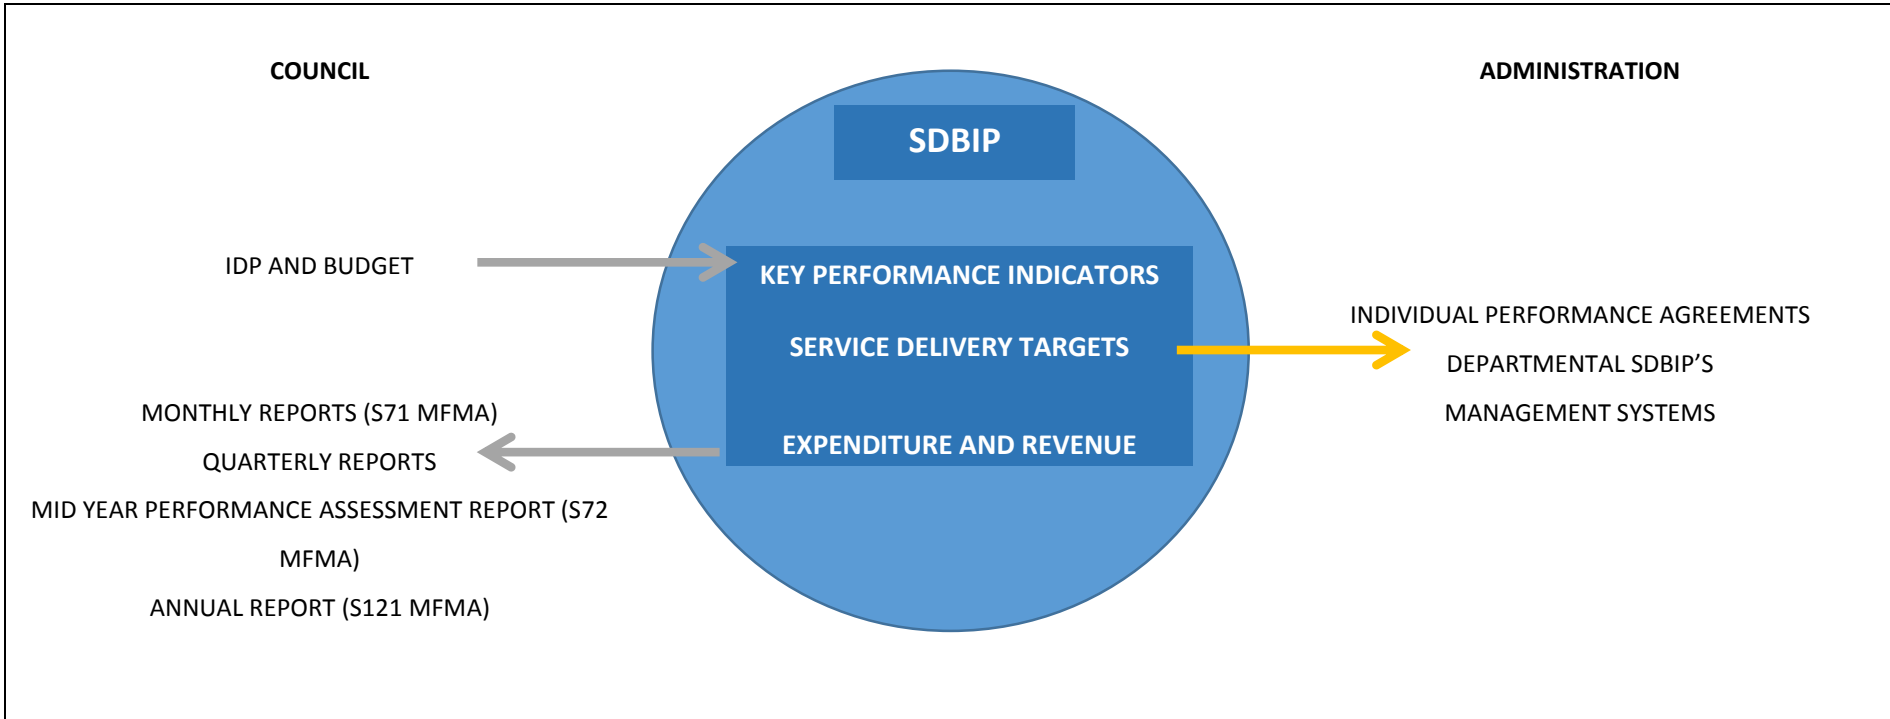 COUNCIL
ADMINISTRATION
SDBIP
IDP AND BUDGET
KEY PERFORMANCE INDICATORS
SERVICE DELIVERY TARGETS
EXPENDITURE AND REVENUE
INDIVIDUAL PERFORMANCE AGREEMENTS
DEPARTMENTAL SDBIP’S
MANAGEMENT SYSTEMS
MONTHLY REPORTS (S71 MFMA)
QUARTERLY REPORTS
MID YEAR PERFORMANCE ASSESSMENT REPORT (S72
MFMA)
ANNUAL REPORT (S121 MFMA)